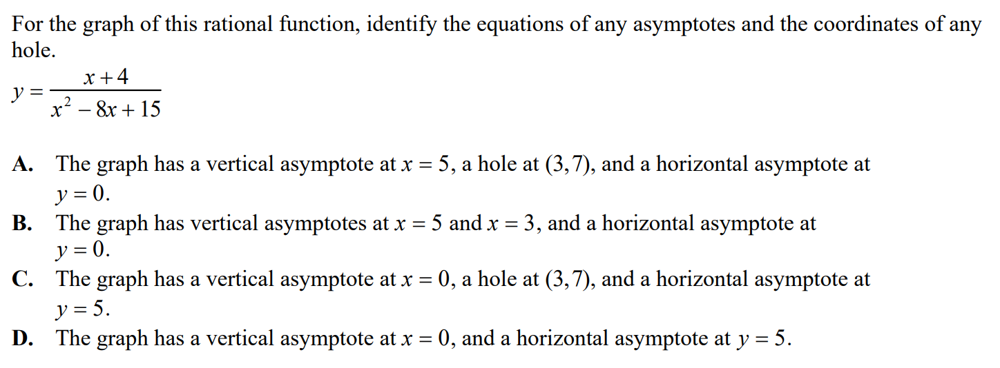 For the graph of this rational function, identify the equations of any asymptotes and the coordinates of any
hole.
y = \frac{x + 4}{x^2 – 8x + 15}
A. The graph has a vertical asymptote at x = 5, a hole at (3,7), and a horizontal asymptote at
y = 0.
B. The graph has vertical asymptotes at x = 5 and x = 3, and a horizontal asymptote at
y = 0.
C. The graph has a vertical asymptote at x = 0, a hole at (3,7), and a horizontal asymptote at
y = 5.
D. The graph has a vertical asymptote at x = 0, and a horizontal asymptote at y = 5.